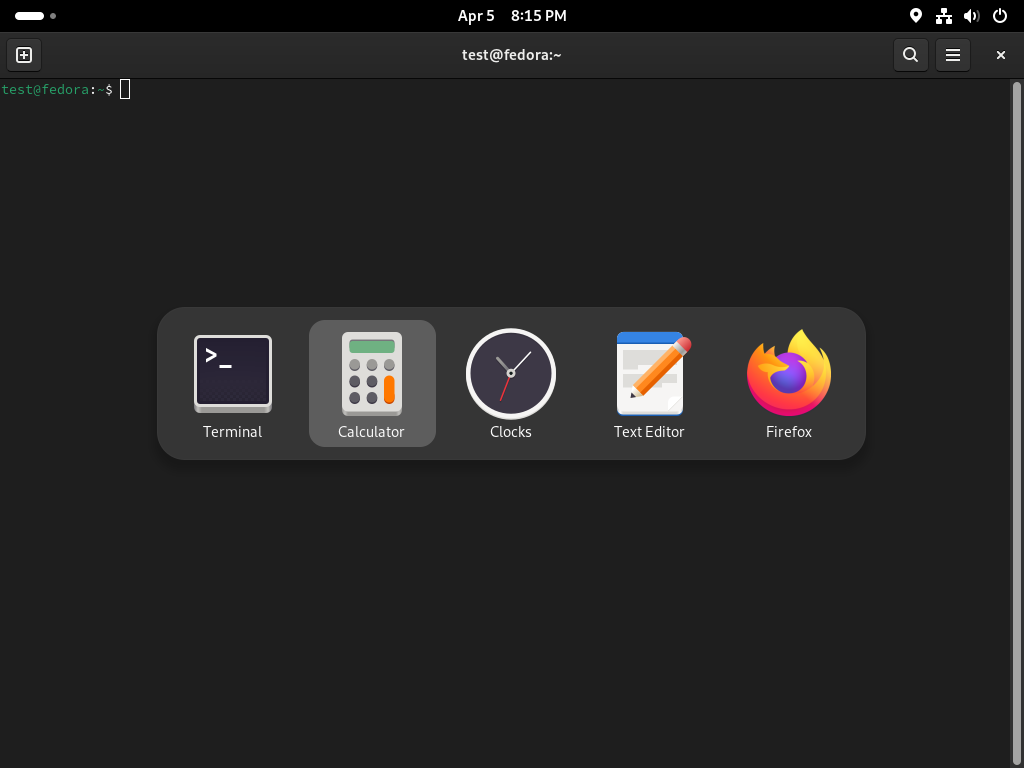 Apr 5 8:15 PM
test@fedora:~
test@fedora:~$
>_
Terminal
Calculator
Clocks
Text Editor
Firefox